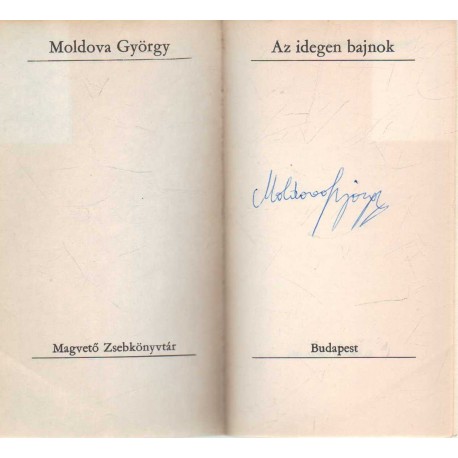 Moldova György
Magvető Zsebkönyvtár
Az idegen bajnok
Moldova György
Budapest